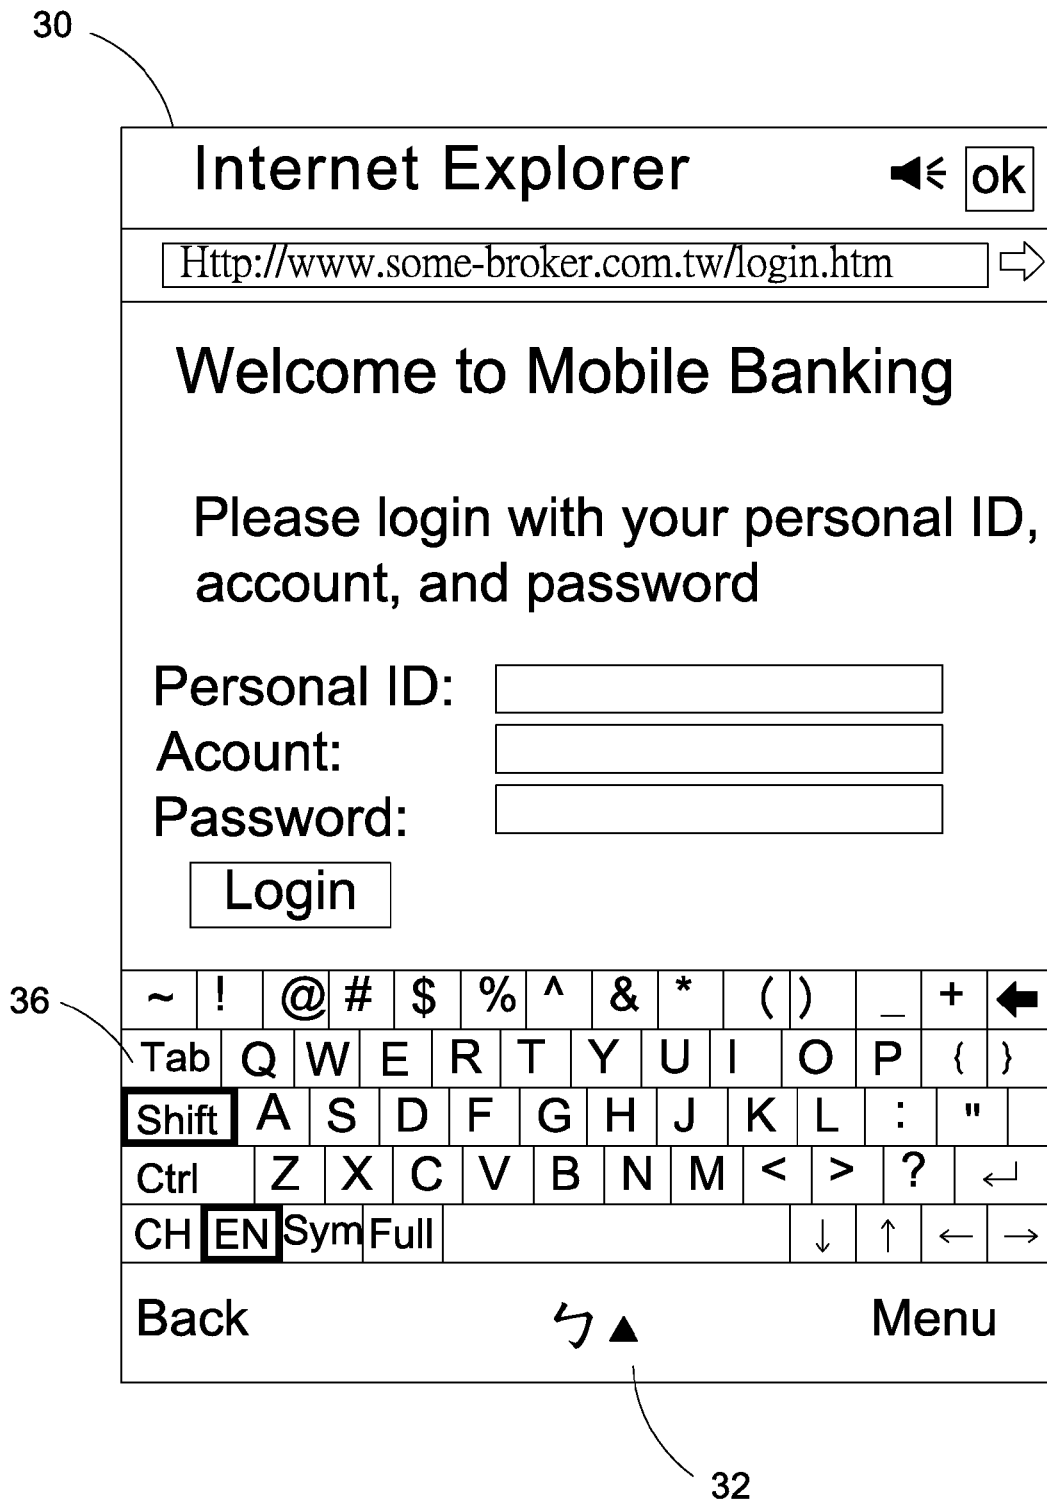 30
Internet Explorer ok
Http://www.some-broker.com.tw/login.htm
Welcome to Mobile Banking
Please login with your personal ID,
account, and password
Personal ID:
Acount:
Password:
Login
36
~ ! @ # $ % ^ & * ( ) _ +
Tab Q W E R T Y U I O P { }
Shift A S D F G H J K L : "
Ctrl Z X C V B N M < > ? ↵
CH EN Sym Full ↓ ↑ ← →
Back ㄅ▲ Menu
32